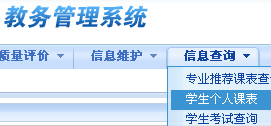 教务管理系统
质量评价 信息维护 信息查询
专业推荐课表查
学生个人课表
学生考试查询